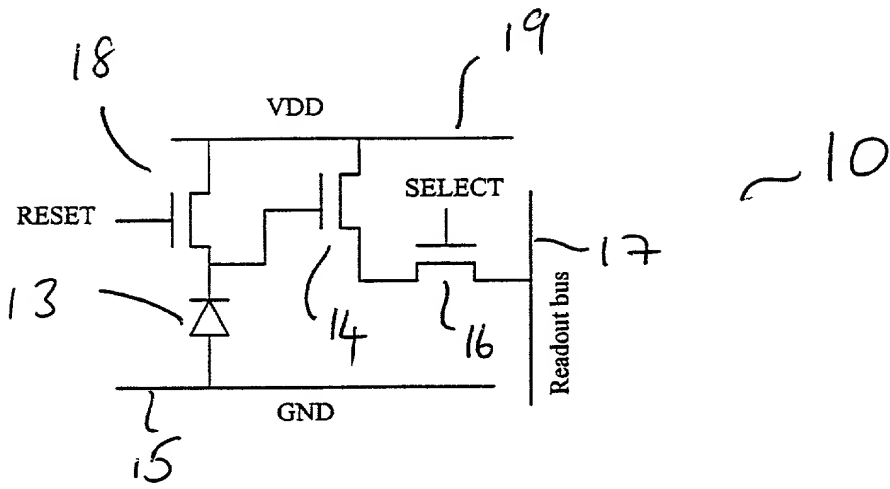 18
19
VDD
10
RESET
SELECT
17
13
14
16
Readout bus
GND
15